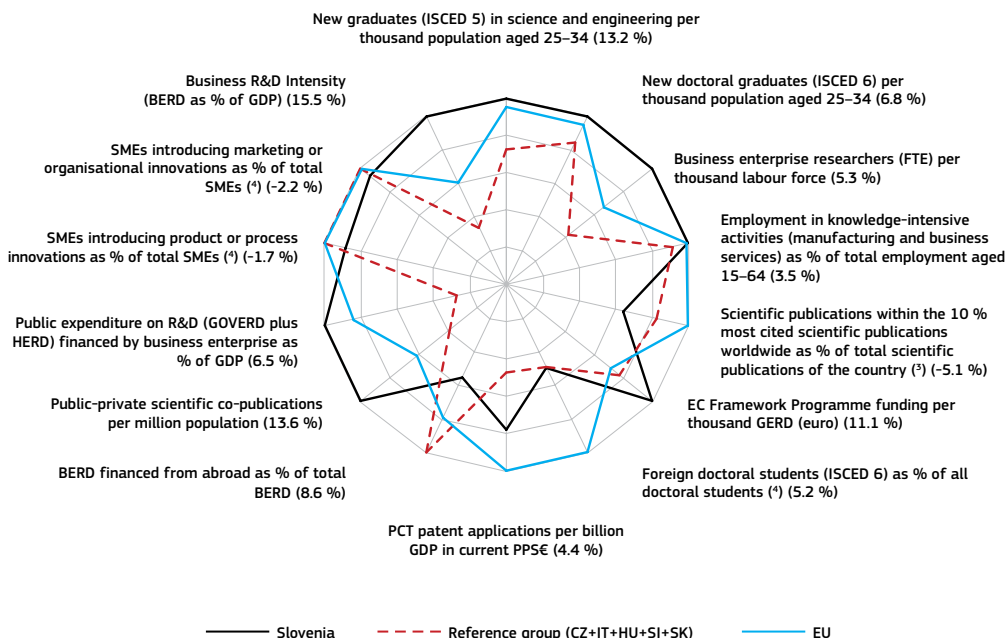 New graduates (ISCED 5) in science and engineering per
thousand population aged 25–34 (13.2 %)
Business R&D Intensity
(BERD as % of GDP) (15.5 %)
New doctoral graduates (ISCED 6) per
thousand population aged 25–34 (6.8 %)
SMEs introducing marketing or
organisational innovations as % of total
SMEs (⁴) (-2.2 %)
Business enterprise researchers (FTE) per
thousand labour force (5.3 %)
SMEs introducing product or process
innovations as % of total SMEs (⁴) (-1.7 %)
Employment in knowledge-intensive
activities (manufacturing and business
services) as % of total employment aged
15–64 (3.5 %)
Public expenditure on R&D (GOVERD plus
HERD) financed by business enterprise as
% of GDP (6.5 %)
Scientific publications within the 10 %
most cited scientific publications
worldwide as % of total scientific
publications of the country (³) (-5.1 %)
Public-private scientific co-publications
per million population (13.6 %)
EC Framework Programme funding per
thousand GERD (euro) (11.1 %)
BERD financed from abroad as % of total
BERD (8.6 %)
Foreign doctoral students (ISCED 6) as % of all
doctoral students (⁴) (5.2 %)
PCT patent applications per billion
GDP in current PPS€ (4.4 %)
Slovenia
Reference group (CZ+IT+HU+SI+SK)
EU